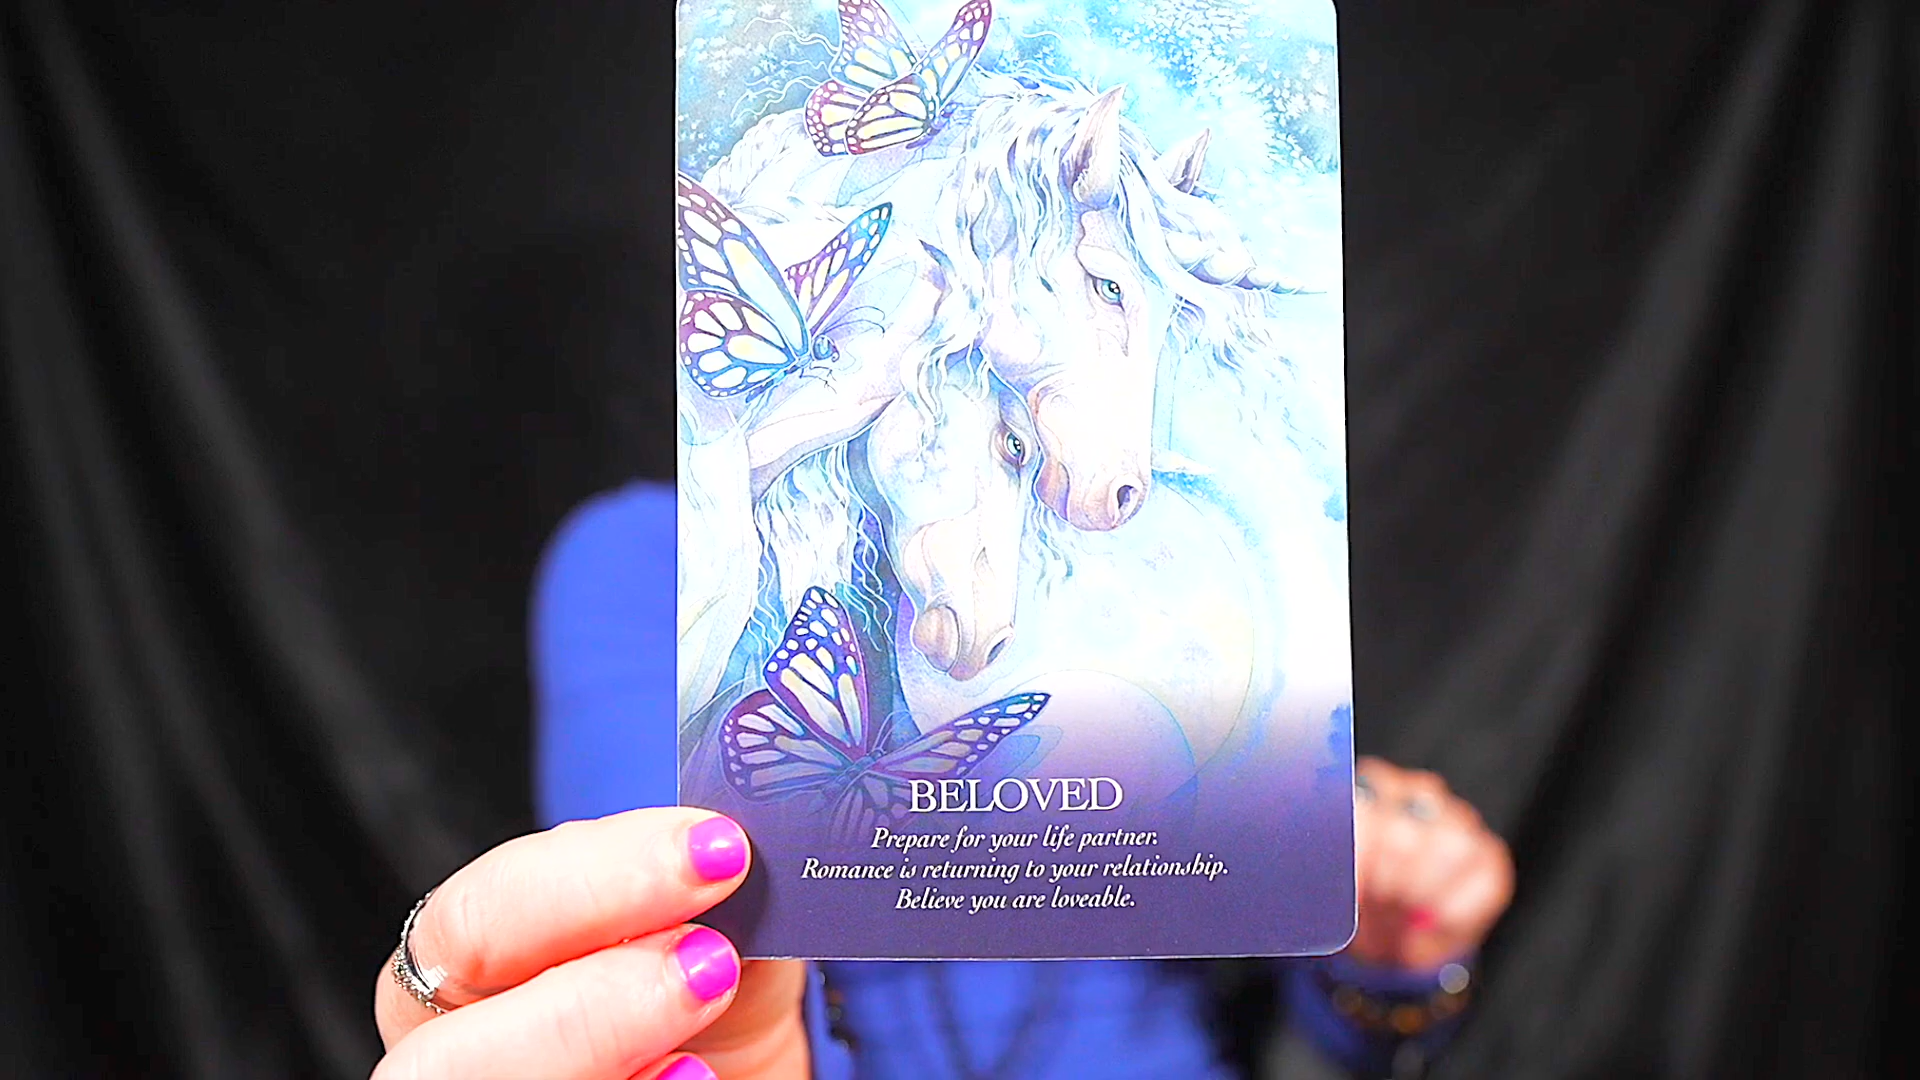 BELOVED
Prepare for your life partner.
Romance is returning to your relationship.
Believe you are loveable.